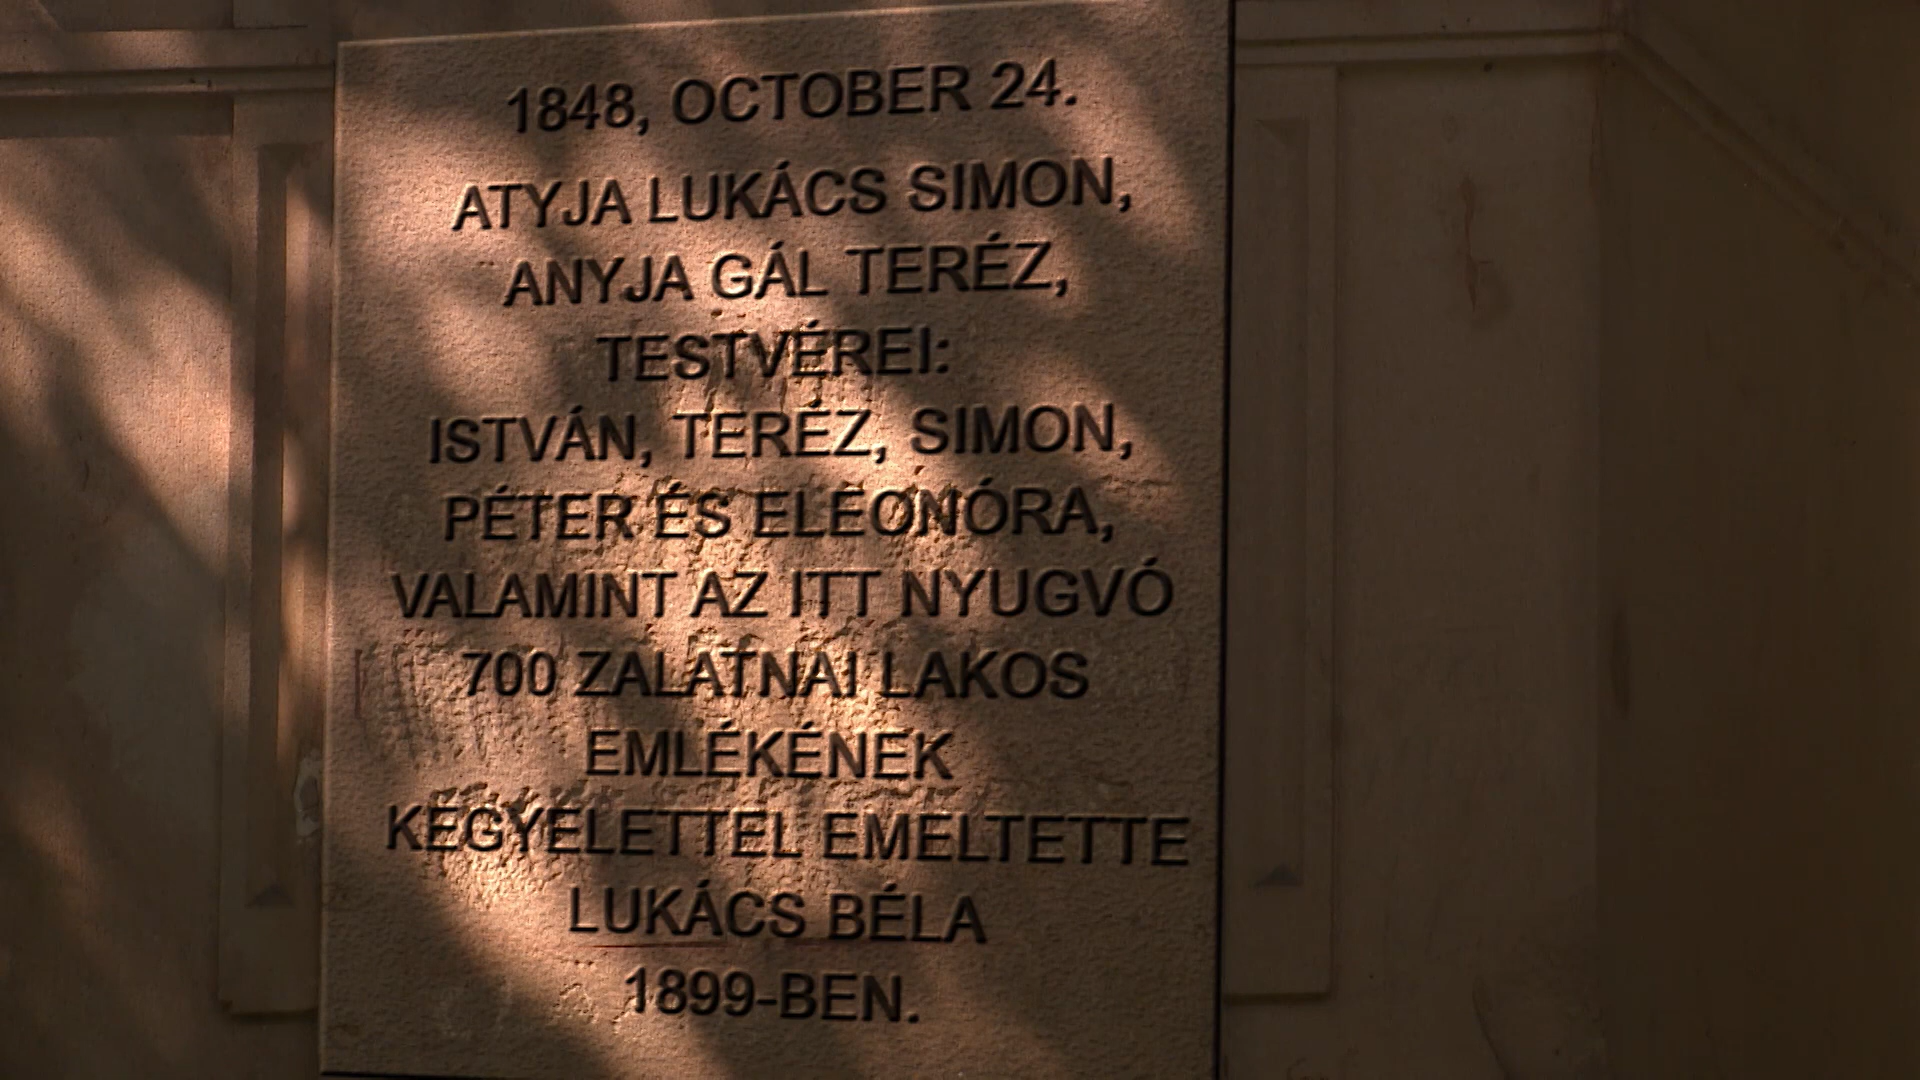 1848, OCTOBER 24.
ATYJA LUKÁCS SIMON,
ANYJA GÁL TERÉZ,
TESTVÉREI:
ISTVÁN, TERÉZ, SIMON,
PÉTER ÉS ELEONÓRA,
VALAMINT AZ ITT NYUGVÓ
700 ZALATNAI LAKOS
EMLÉKÉNEK
KEGYELETTEL EMELTETTE
LUKÁCS BÉLA
1899-BEN.